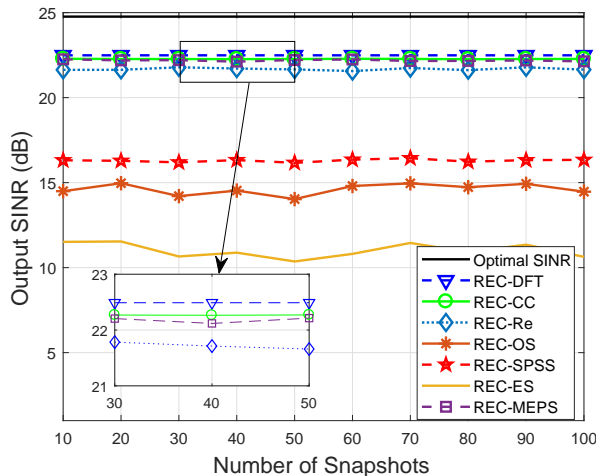 25
20
15
10
5
Output SINR (dB)
10 20 30 40 50 60 70 80 90 100
Number of Snapshots
23
22
21
30 40 50
Optimal SINR
REC-DFT
REC-CC
REC-Re
REC-OS
REC-SPSS
REC-ES
REC-MEPS